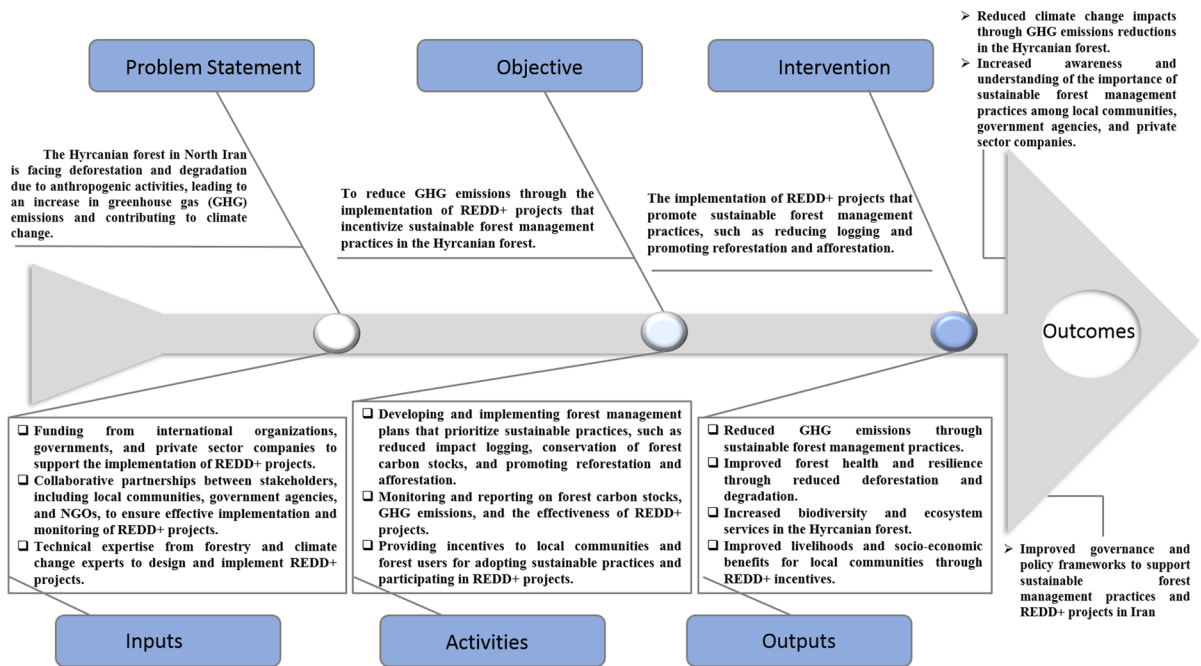 Problem Statement
The Hyrcanian forest in North Iran
is facing deforestation and degradation
due to anthropogenic activities, leading to
an increase in greenhouse gas (GHG)
emissions and contributing to climate
change.
Objective
To reduce GHG emissions through the
implementation of REDD+ projects that
incentivize sustainable forest management
practices in the Hyrcanian forest.
Intervention
The implementation of REDD+ projects that
promote sustainable forest management
practices, such as reducing logging and
promoting reforestation and afforestation.
➢ Reduced climate change impacts
through GHG emissions reductions
in the Hyrcanian forest.
➢ Increased awareness and
understanding of the importance of
sustainable forest management
practices among local communities,
government agencies, and private
sector companies.
Outcomes
❑ Funding from international organizations,
governments, and private sector companies to
support the implementation of REDD+ projects.
❑ Collaborative partnerships between stakeholders,
including local communities, government agencies,
and NGOs, to ensure effective implementation and
monitoring of REDD+ projects.
❑ Technical expertise from forestry and climate
change experts to design and implement REDD+
projects.
Inputs
❑ Developing and implementing forest management
plans that prioritize sustainable practices, such as
reduced impact logging, conservation of forest
carbon stocks, and promoting reforestation and
afforestation.
❑ Monitoring and reporting on forest carbon stocks,
GHG emissions, and the effectiveness of REDD+
projects.
❑ Providing incentives to local communities and
forest users for adopting sustainable practices and
participating in REDD+ projects.
Activities
❑ Reduced GHG emissions through
sustainable forest management practices.
❑ Improved forest health and resilience
through reduced deforestation and
degradation.
❑ Increased biodiversity and ecosystem
services in the Hyrcanian forest.
❑ Improved livelihoods and socio-economic
benefits for local communities through
REDD+ incentives.
Outputs
➢ Improved governance and
policy frameworks to support
sustainable forest
management practices and
REDD+ projects in Iran